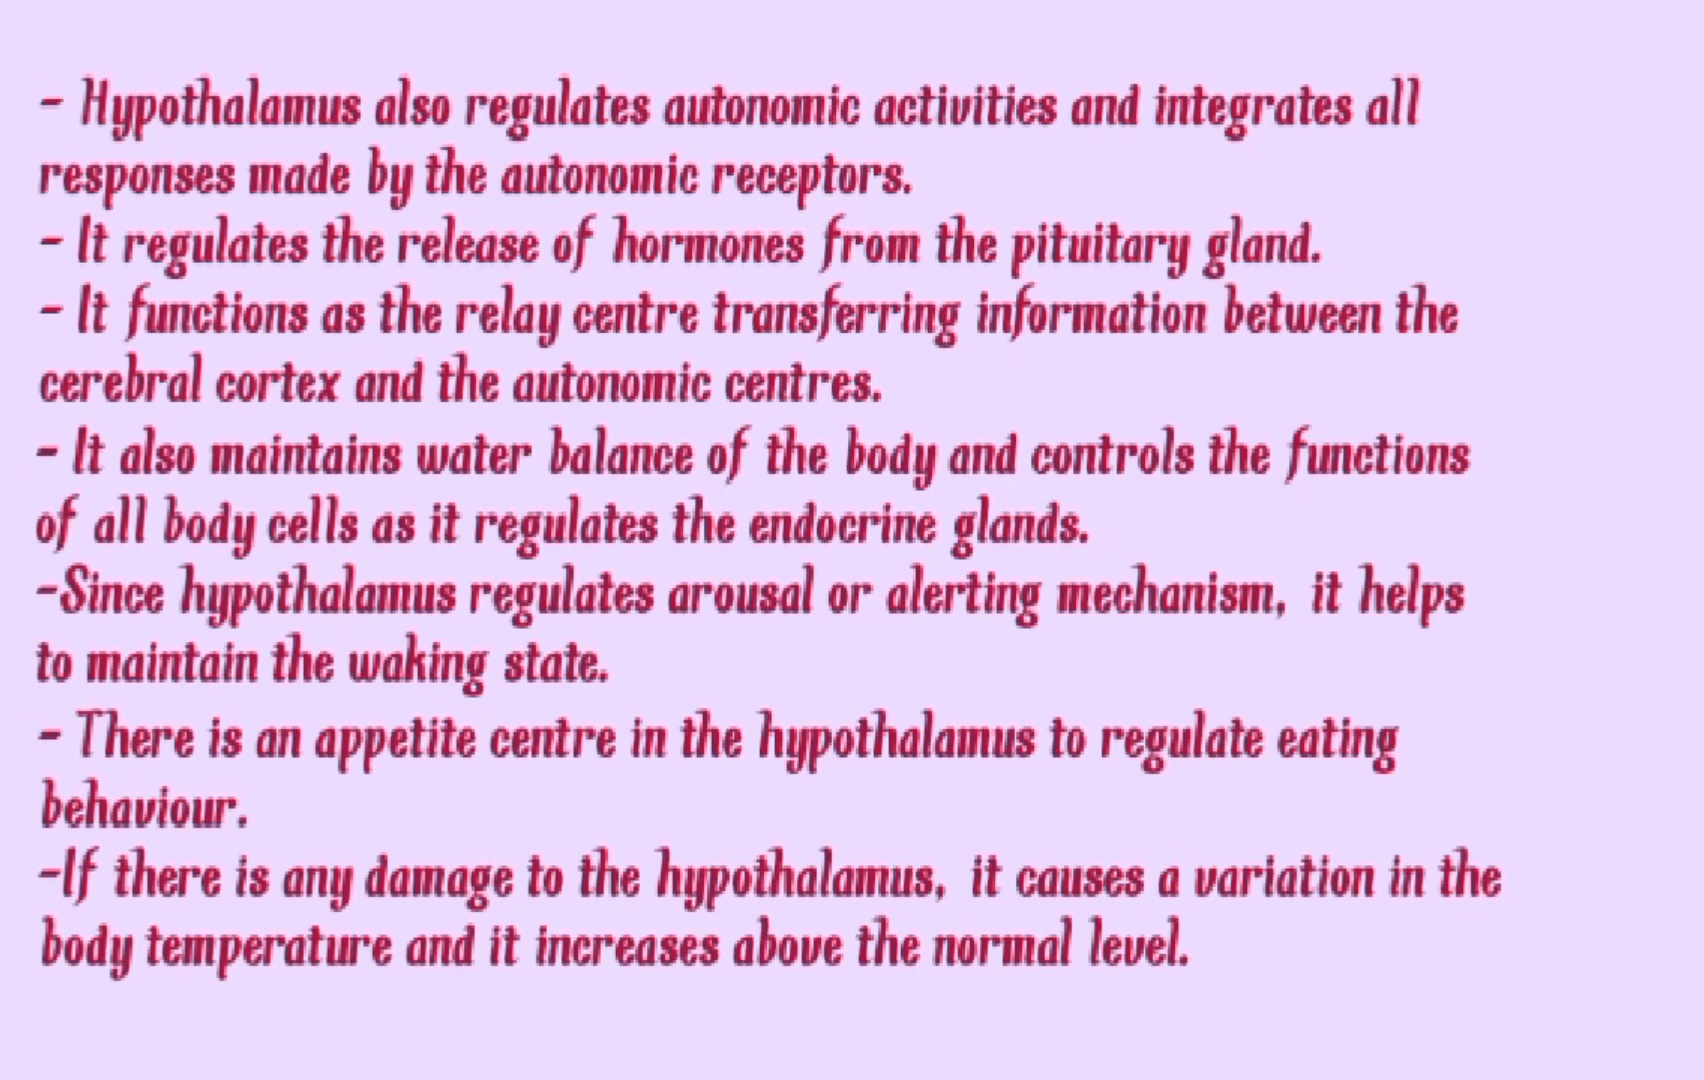 - Hypothalamus also regulates autonomic activities and integrates all
responses made by the autonomic receptors.
- It regulates the release of hormones from the pituitary gland.
- It functions as the relay centre transferring information between the
cerebral cortex and the autonomic centres.
- It also maintains water balance of the body and controls the functions
of all body cells as it regulates the endocrine glands.
-Since hypothalamus regulates arousal or alerting mechanism, it helps
to maintain the waking state.
- There is an appetite centre in the hypothalamus to regulate eating
behaviour.
-If there is any damage to the hypothalamus, it causes a variation in the
body temperature and it increases above the normal level.